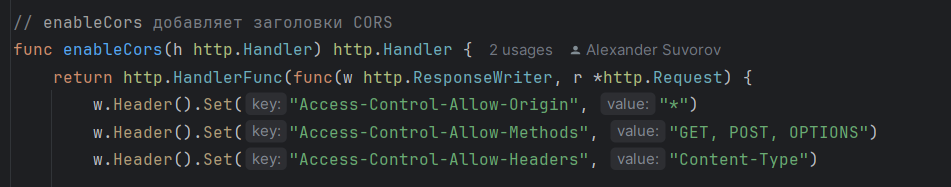 // enableCors добавляет заголовки CORS
func enableCors(h http.Handler) http.Handler { 2 usages Alexander Suvorov
return http.HandlerFunc(func(w http.ResponseWriter, r *http.Request) {
w.Header().Set( key: "Access-Control-Allow-Origin", value: "*")
w.Header().Set( key: "Access-Control-Allow-Methods", value: "GET, POST, OPTIONS")
w.Header().Set( key: "Access-Control-Allow-Headers", value: "Content-Type")